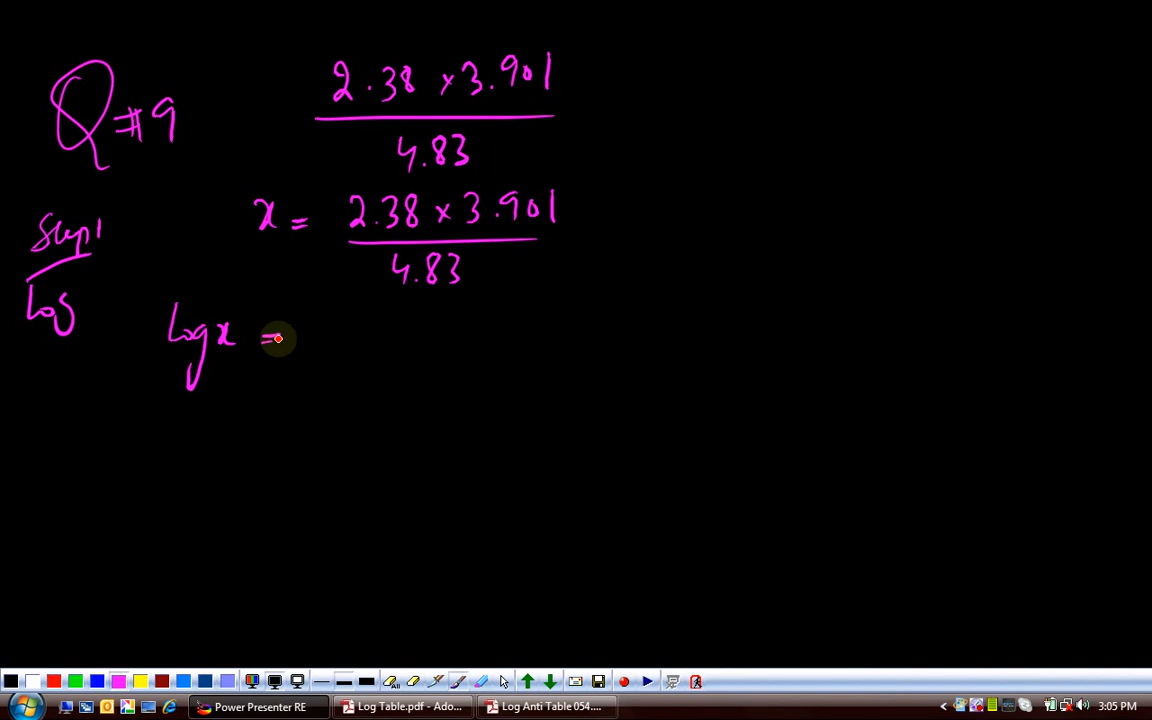 Q#9
2.38 × 3.901
4.83
x = 2.38 × 3.901
4.83
Step1
Log
Log x =
Power Presenter RE
Log Table.pdf - Ado...
Log Anti Table 054....
3:05 PM